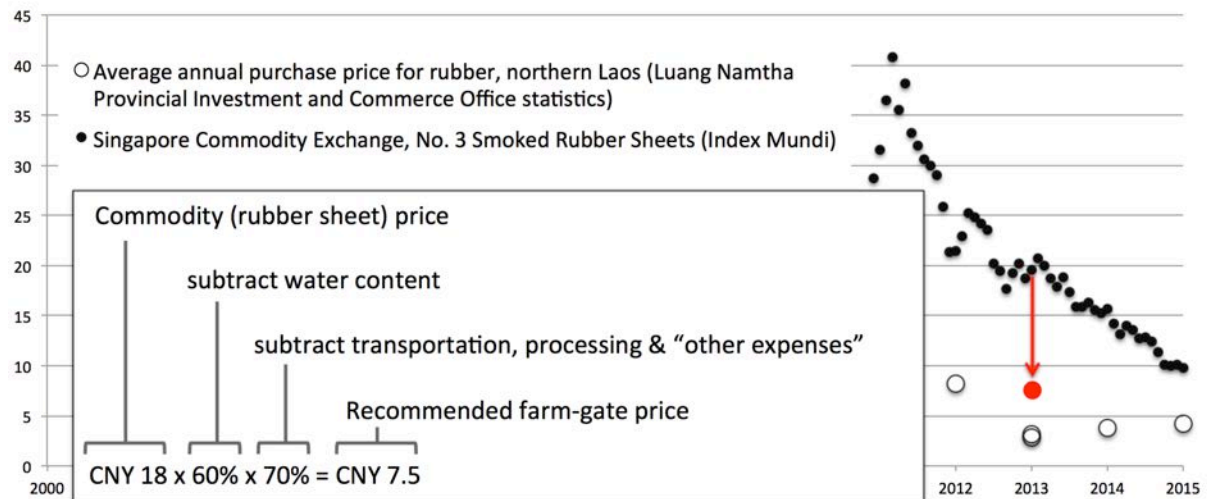 45
40
○ Average annual purchase price for rubber, northern Laos (Luang Namtha
Provincial Investment and Commerce Office statistics)
35
● Singapore Commodity Exchange, No. 3 Smoked Rubber Sheets (Index Mundi)
30
25
20
15
10
5
0
Commodity (rubber sheet) price
subtract water content
subtract transportation, processing & “other expenses”
Recommended farm-gate price
CNY 18 x 60% x 70% = CNY 7.5
2000
2012
2013
2014
2015